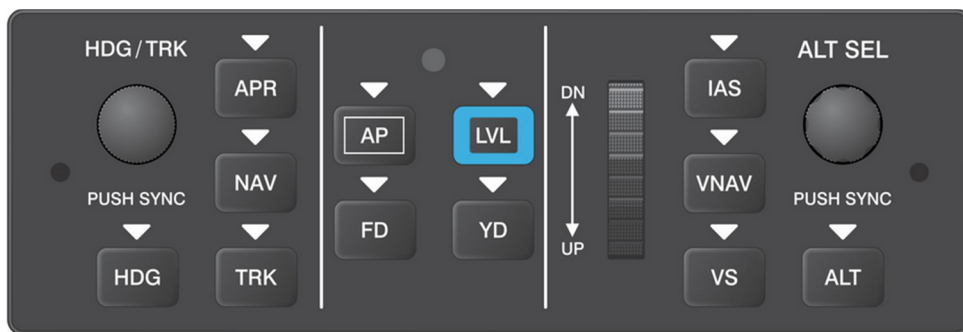 HDG / TRK
APR
NAV
PUSH SYNC
HDG
TRK
AP
LVL
FD
YD
DN
UP
IAS
VNAV
VS
ALT SEL
PUSH SYNC
ALT